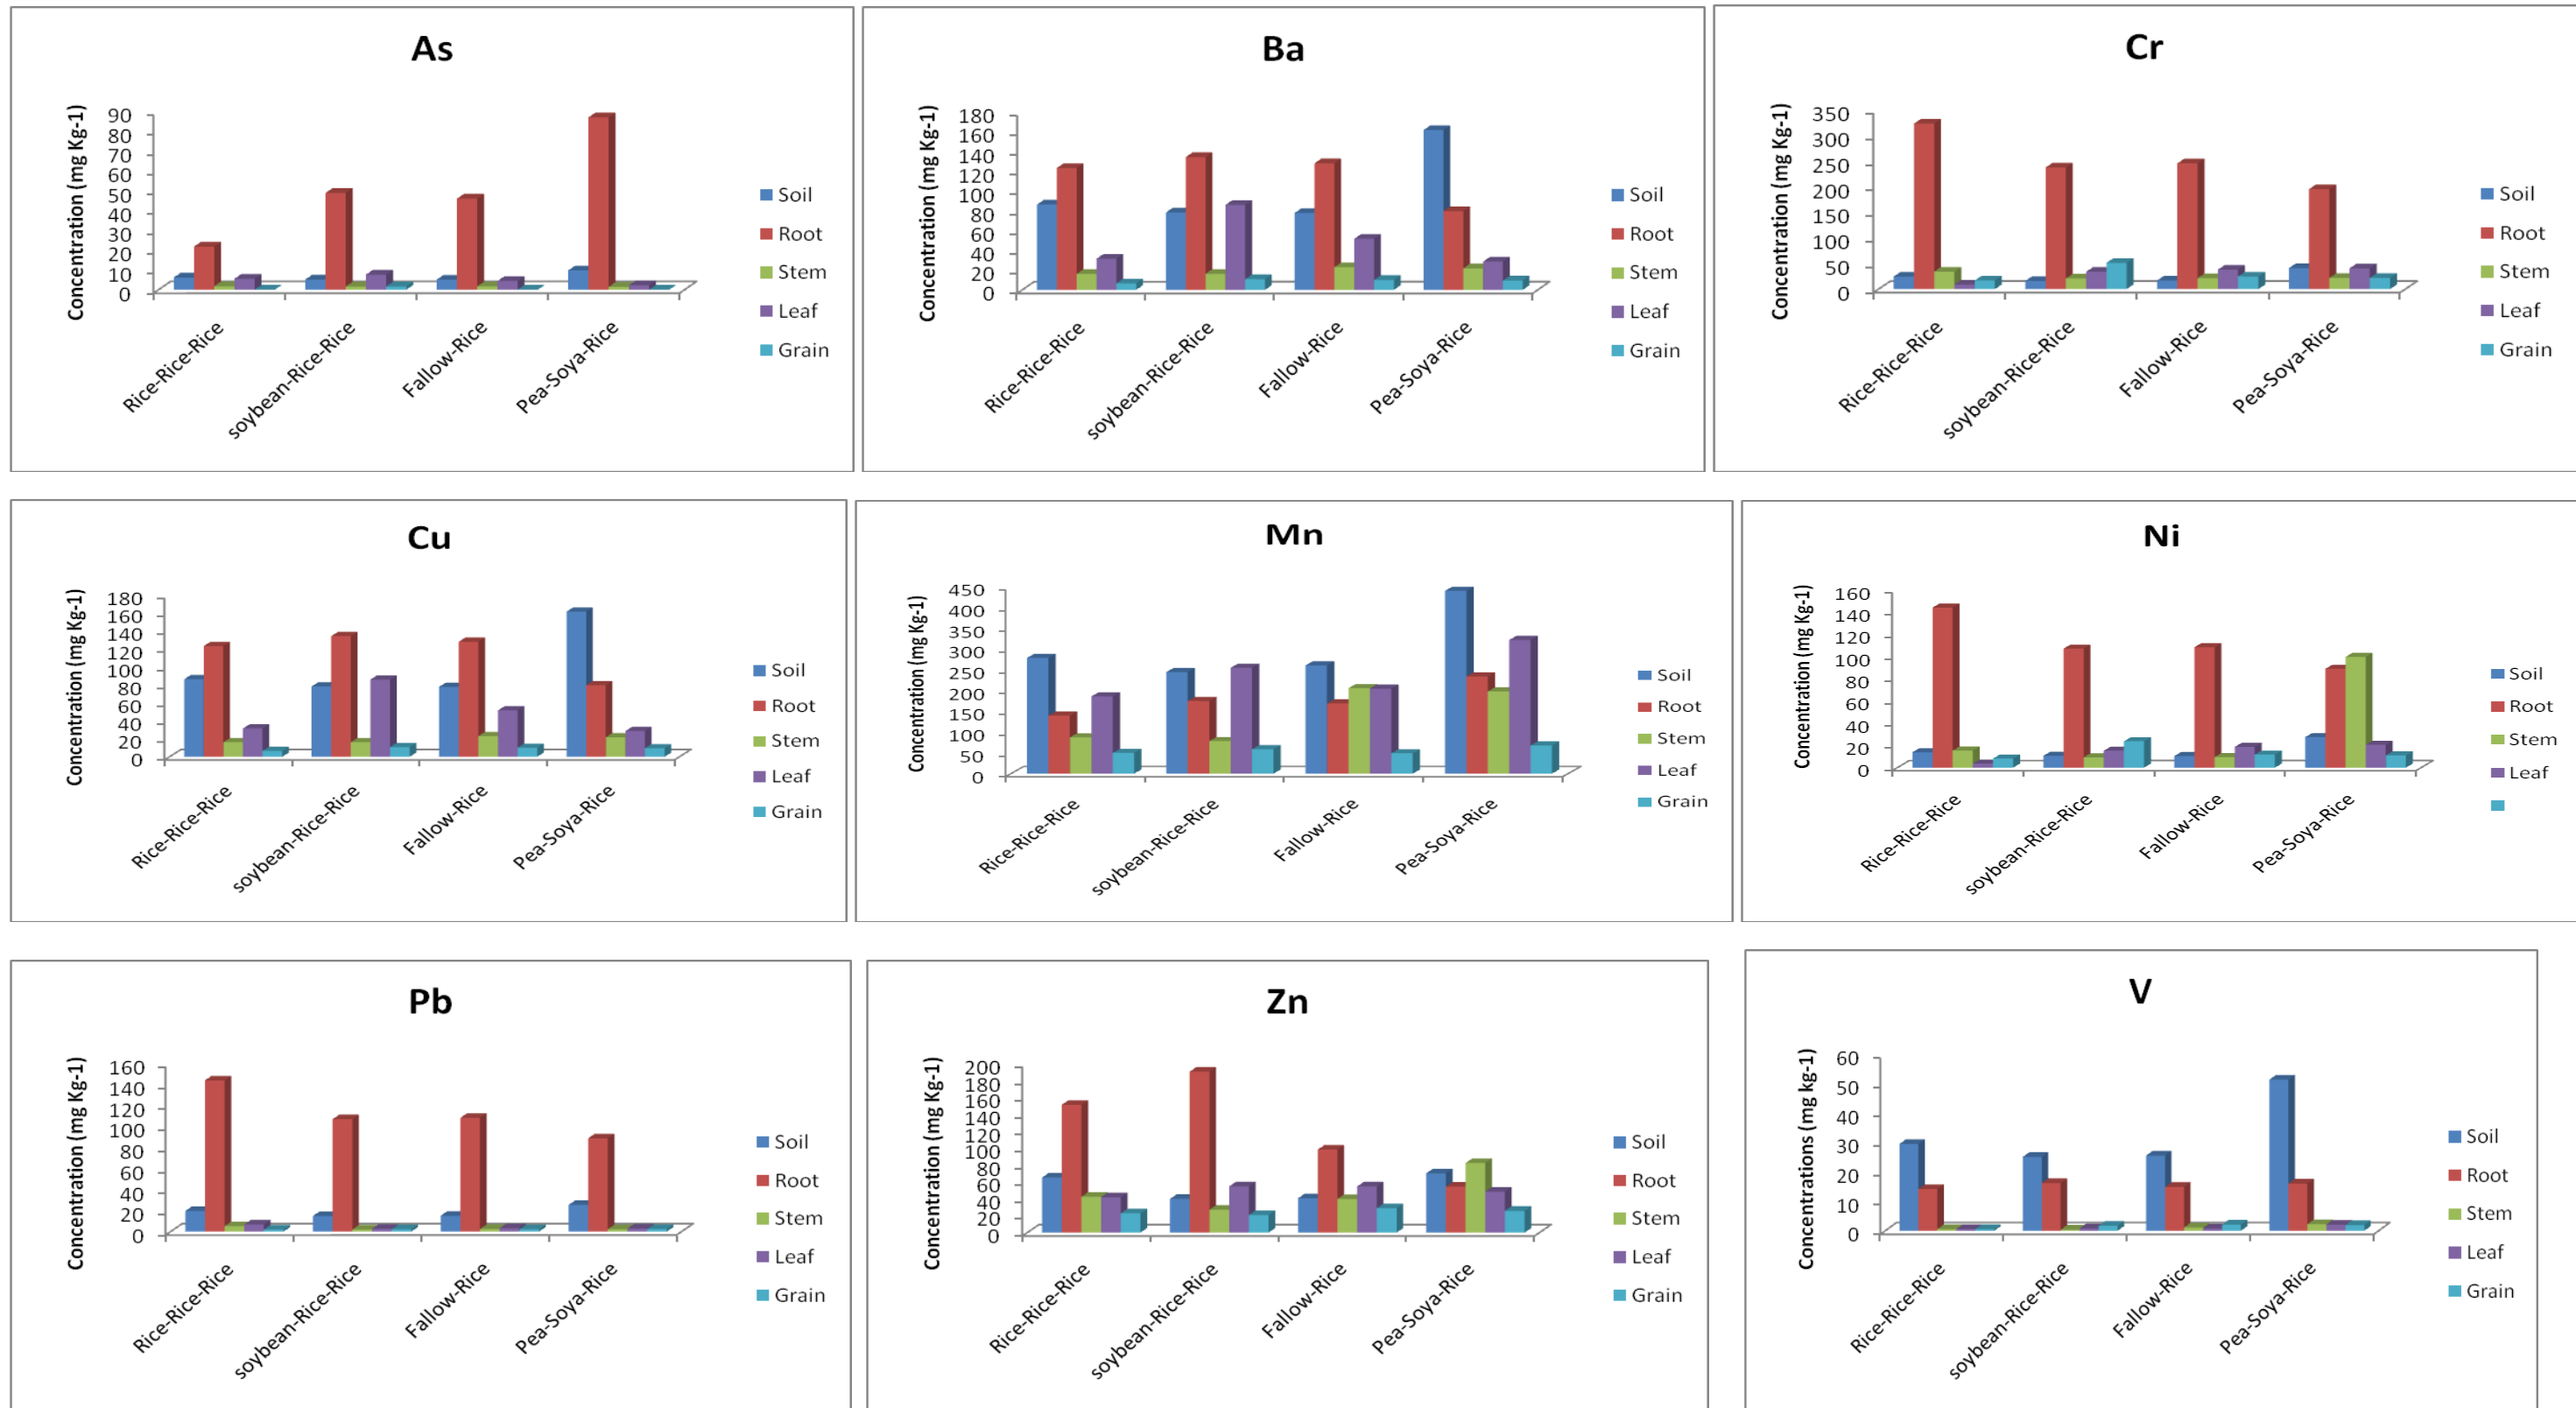 As
Concentration (mg Kg-1)
90
80
70
60
50
40
30
20
10
0
Rice-Rice-Rice
soybean-Rice-Rice
Fallow-Rice
Pea-Soya-Rice
Soil
Root
Stem
Leaf
Grain
Ba
Concentration (mg Kg-1)
180
160
140
120
100
80
60
40
20
0
Rice-Rice-Rice
soybean-Rice-Rice
Fallow-Rice
Pea-Soya-Rice
Soil
Root
Stem
Leaf
Grain
Cr
Concentration (mg Kg-1)
350
300
250
200
150
100
50
0
Rice-Rice-Rice
soybean-Rice-Rice
Fallow-Rice
Pea-Soya-Rice
Soil
Root
Stem
Leaf
Grain
Cu
Concentration (mg Kg-1)
180
160
140
120
100
80
60
40
20
0
Rice-Rice-Rice
soybean-Rice-Rice
Fallow-Rice
Pea-Soya-Rice
Soil
Root
Stem
Leaf
Grain
Mn
Concentration (mg Kg-1)
450
400
350
300
250
200
150
100
50
0
Rice-Rice-Rice
soybean-Rice-Rice
Fallow-Rice
Pea-Soya-Rice
Soil
Root
Stem
Leaf
Grain
Ni
Concentration (mg Kg-1)
160
140
120
100
80
60
40
20
0
Rice-Rice-Rice
soybean-Rice-Rice
Fallow-Rice
Pea-Soya-Rice
Soil
Root
Stem
Leaf
Pb
Concentration (mg Kg-1)
160
140
120
100
80
60
40
20
0
Rice-Rice-Rice
soybean-Rice-Rice
Fallow-Rice
Pea-Soya-Rice
Soil
Root
Stem
Leaf
Grain
Zn
Concentration (mg Kg-1)
200
180
160
140
120
100
80
60
40
20
0
Rice-Rice-Rice
soybean-Rice-Rice
Fallow-Rice
Pea-Soya-Rice
Soil
Root
Stem
Leaf
Grain
V
Concentrations (mg kg-1)
60
50
40
30
20
10
0
Rice-Rice-Rice
soybean-Rice-Rice
Fallow-Rice
Pea-Soya-Rice
Soil
Root
Stem
Leaf
Grain